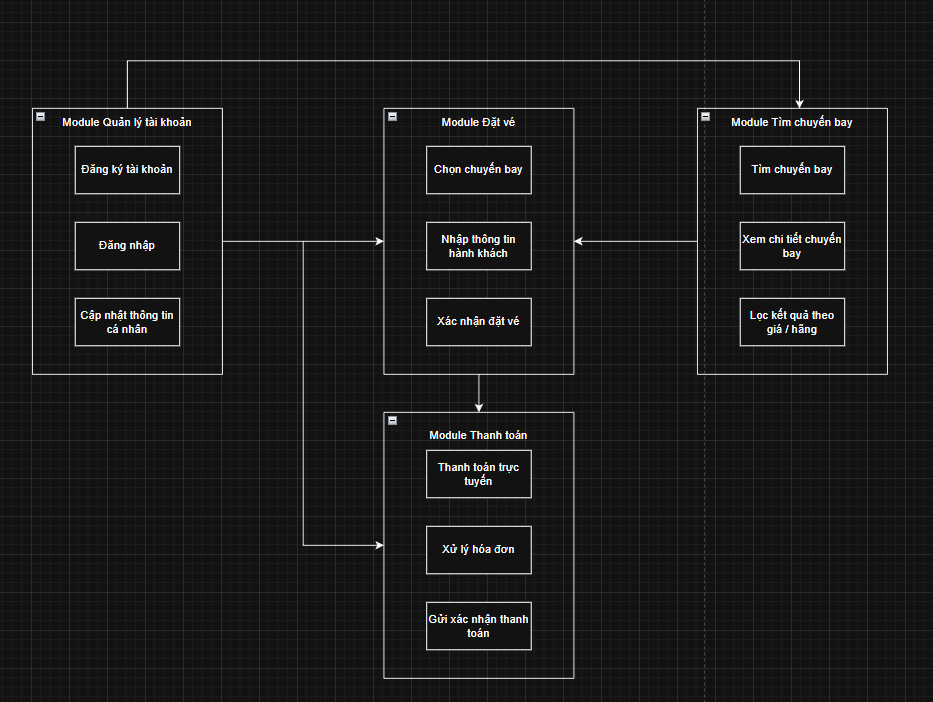 Module Quản lý tài khoản
Đăng ký tài khoản
Đăng nhập
Cập nhật thông tin
cá nhân
Module Đặt vé
Chọn chuyến bay
Nhập thông tin
hành khách
Xác nhận đặt vé
Module Tìm chuyến bay
Tìm chuyến bay
Xem chi tiết chuyến
bay
Lọc kết quả theo
giá / hãng
Module Thanh toán
Thanh toán trực
tuyến
Xử lý hóa đơn
Gửi xác nhận thanh
toán